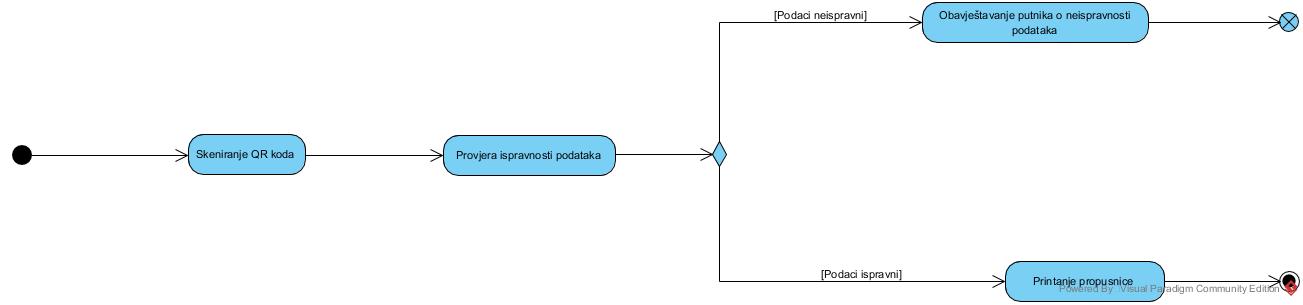 [Podaci neispravni]
Obavještavanje putnika o neispravnosti
podataka
Skeniranje QR koda
Provjera ispravnosti podataka
[Podaci ispravni]
Printanje propusnice
Powered By Visual Paradigm Community Edition